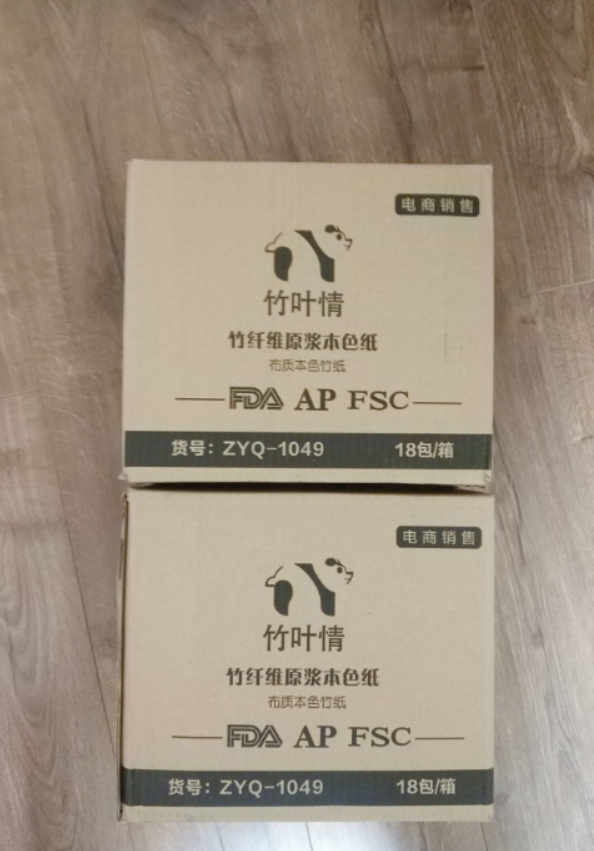 电商销售
竹叶情
竹纤维原浆本色纸
布质本色竹纸
FDA AP FSC
货号：ZYQ-1049 18包/箱
电商销售
竹叶情
竹纤维原浆本色纸
布质本色竹纸
FDA AP FSC
货号：ZYQ-1049 18包/箱